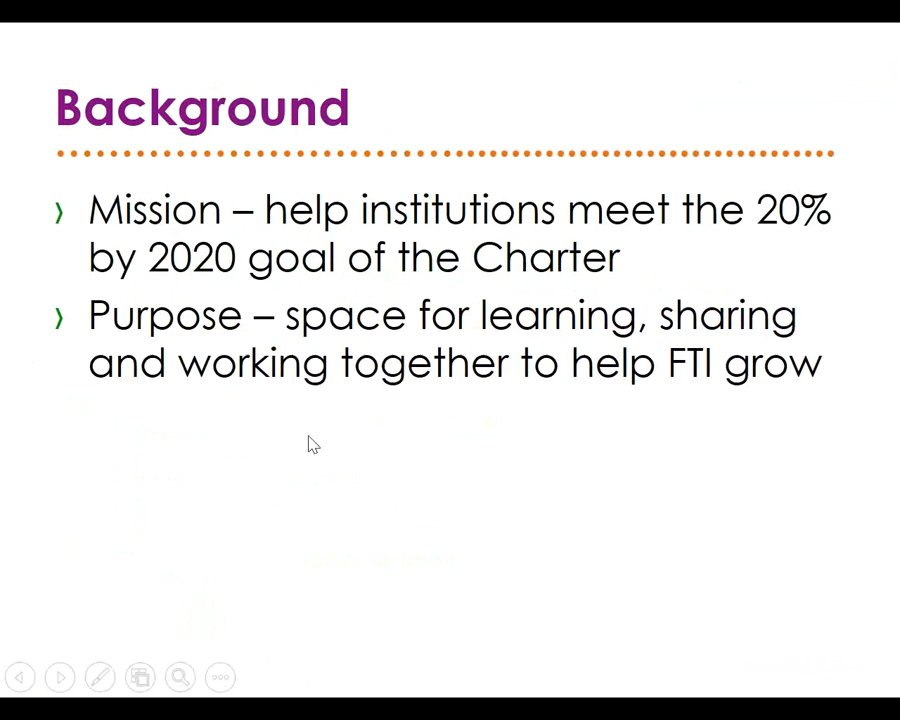 Background
Mission – help institutions meet the 20%
by 2020 goal of the Charter
Purpose – space for learning, sharing
and working together to help FTI grow